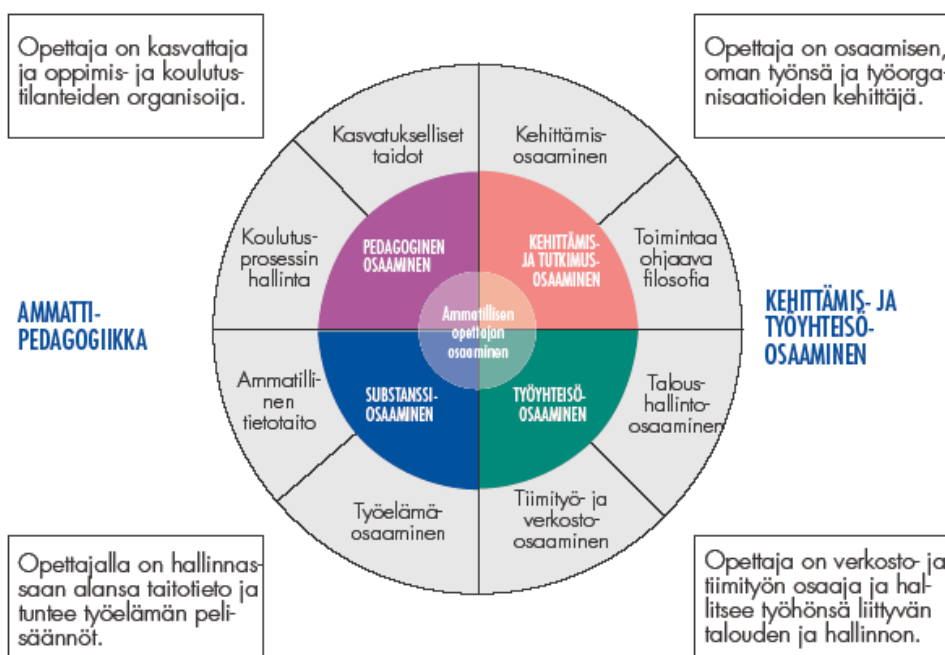 Opettaja on kasvattaja
ja oppimis- ja koulutus-
tilanteiden organisoija.
Opettaja on osaamisen,
oman työnsä ja työorga-
nisaatioiden kehittäjä.
Kasvatukselliset
taidot
Kehittämis-
osaaminen
Koulutus-
prosessin
hallinta
PEDAGOGINEN
OSAAMINEN
KEHITTÄMIS-
JA TUTKIMUS-
OSAAMINEN
Toimintaa
ohjaava
filosofia
AMMATTI-
PEDAGOGIIKKA
Ammatillisen
opettajan
osaaminen
KEHITTÄMIS- JA
TYÖYHTEISÖ-
OSAAMINEN
Ammatilli-
nen
tietotaito
SUBSTANSSI-
OSAAMINEN
TYÖYHTEISÖ-
OSAAMINEN
Talous-
hallinto-
osaaminen
Työelämä-
osaaminen
Tiimityö- ja
verkosto-
osaaminen
Opettajalla on hallinnas-
saan alansa taitotieto ja
tuntee työelämän peli-
säännöt.
Opettaja on verkosto- ja
tiimityön osaaja ja hal-
litsee työhönsä liittyvän
talouden ja hallinnon.